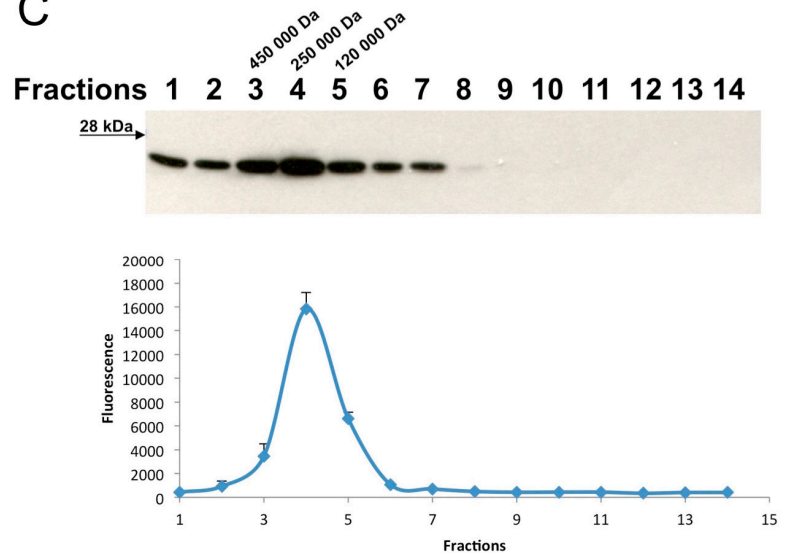 C
450 000 Da
250 000 Da
120 000 Da
Fractions 1 2 3 4 5 6 7 8 9 10 11 12 13 14
28 kDa
20000
18000
16000
14000
12000
10000
8000
6000
4000
2000
0
Fluorescence
1 3 5 7 9 11 13 15
Fractions